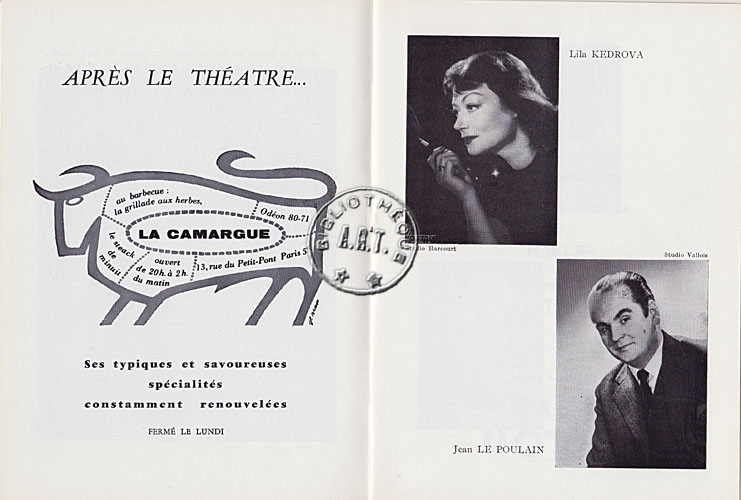 APRÈS LE THÉATRE...
au barbecue :
la grillade aux herbes,
Odéon 80-71
LA CAMARGUE
le steack
de
minuit
ouvert
de 20h. à 2h.
du matin
13, rue du Petit-Pont Paris 5
Ses typiques et savoureuses
spécialités
constamment renouvelées
FERMÉ LE LUNDI
BIBLIOTHÈQUE
A.R.T.
Lila KEDROVA
Studio Harcourt
Studio Vallois
Jean LE POULAIN